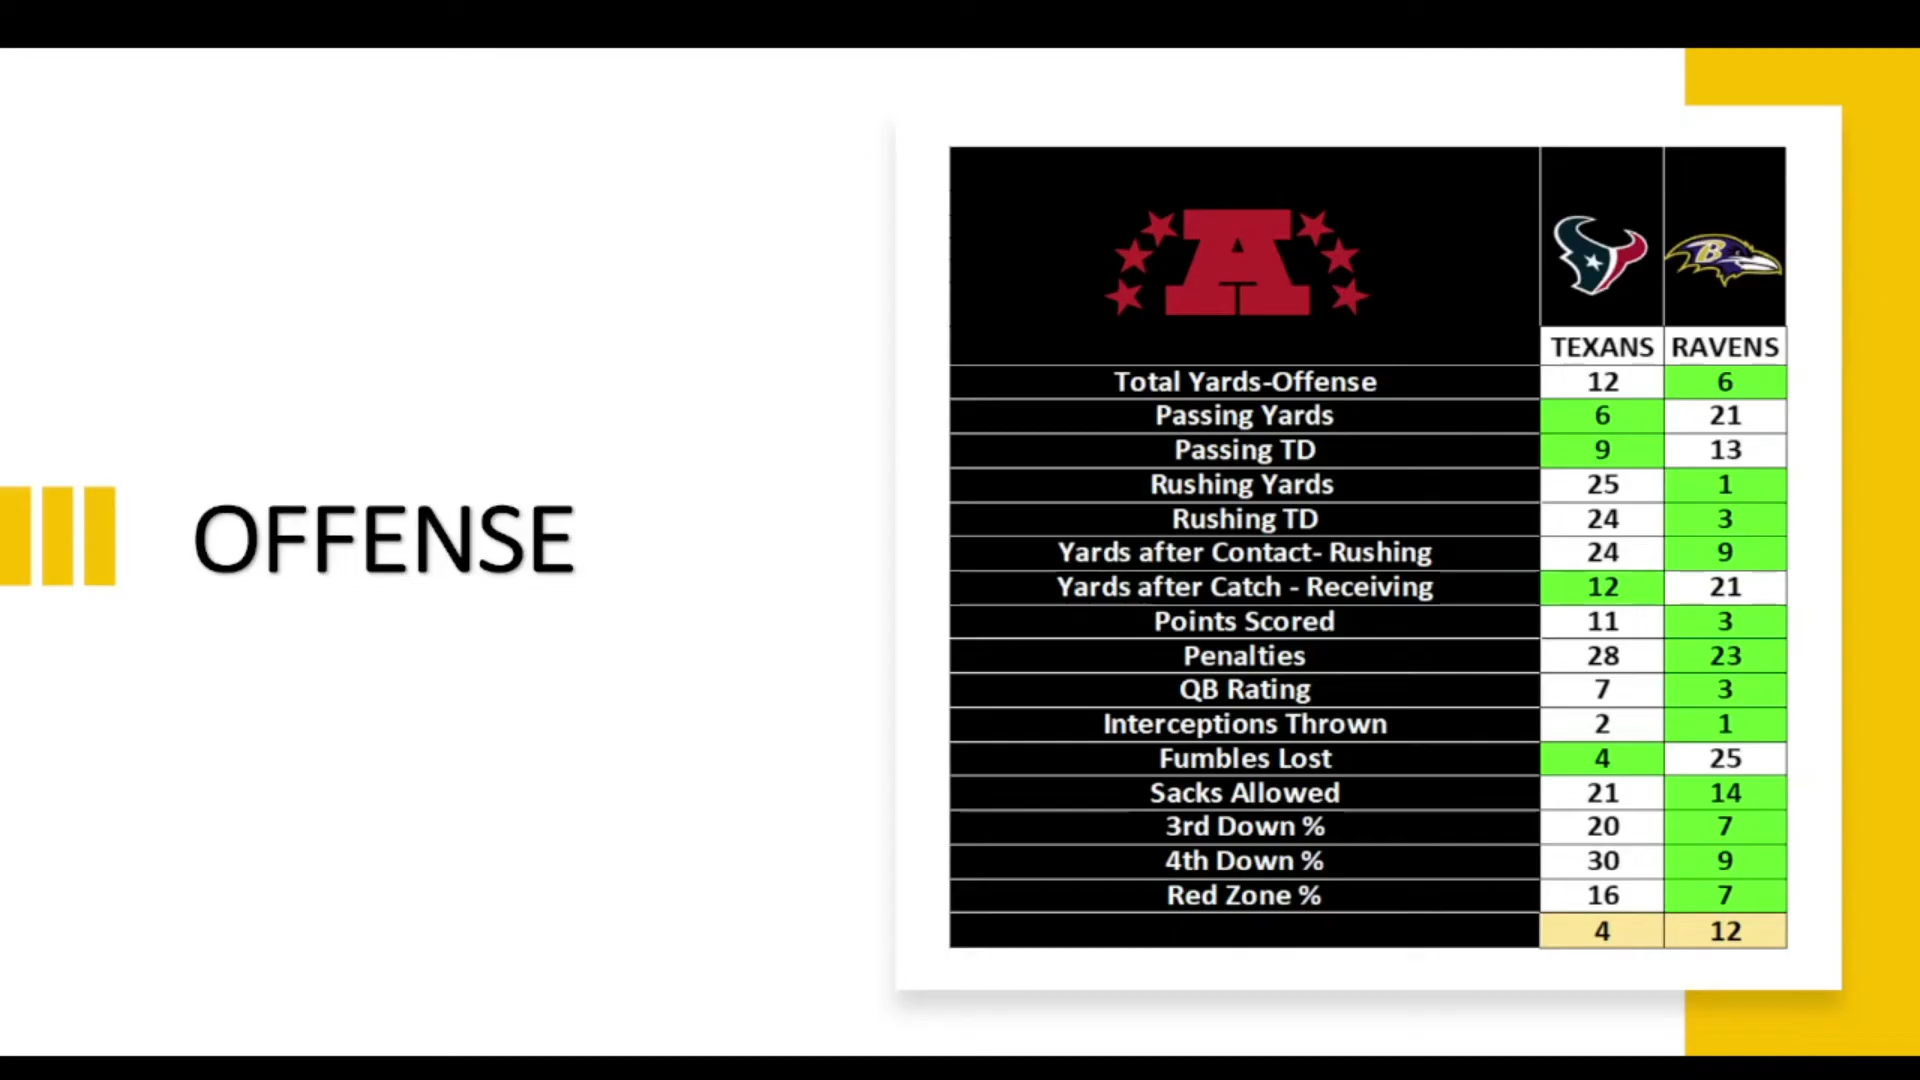 OFFENSE
A
B
TEXANS RAVENS
Total Yards-Offense 12 6
Passing Yards 6 21
Passing TD 9 13
Rushing Yards 25 1
Rushing TD 24 3
Yards after Contact- Rushing 24 9
Yards after Catch - Receiving 12 21
Points Scored 11 3
Penalties 28 23
QB Rating 7 3
Interceptions Thrown 2 1
Fumbles Lost 4 25
Sacks Allowed 21 14
3rd Down % 20 7
4th Down % 30 9
Red Zone % 16 7
4 12